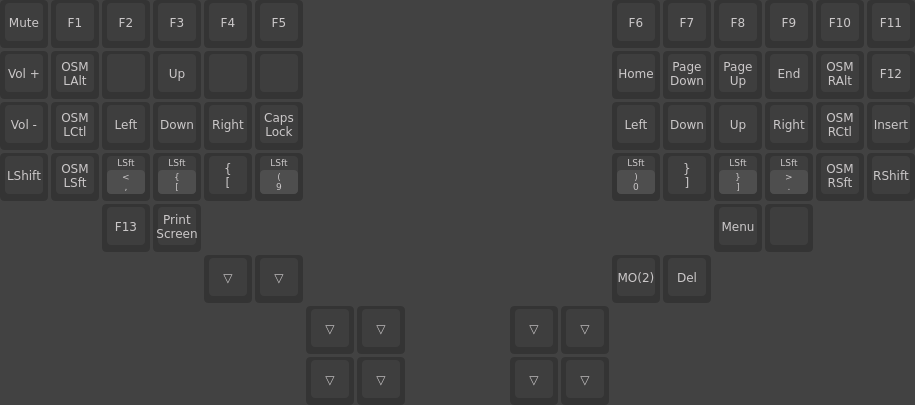 Mute F1 F2 F3 F4 F5 F6 F7 F8 F9 F10 F11
Vol + OSM LAlt Up Home Page Down Page Up End OSM RAlt F12
Vol - OSM LCtl Left Down Right Caps Lock Left Down Up Right OSM RCtl Insert
LShift OSM LSft LSft < , LSft { [ { [ LSft ( 9 LSft ) 0 } ] LSft } ] LSft > . OSM RSft RShift
F13 Print Screen Menu
▽ ▽ MO(2) Del
▽ ▽ ▽ ▽
▽ ▽ ▽ ▽